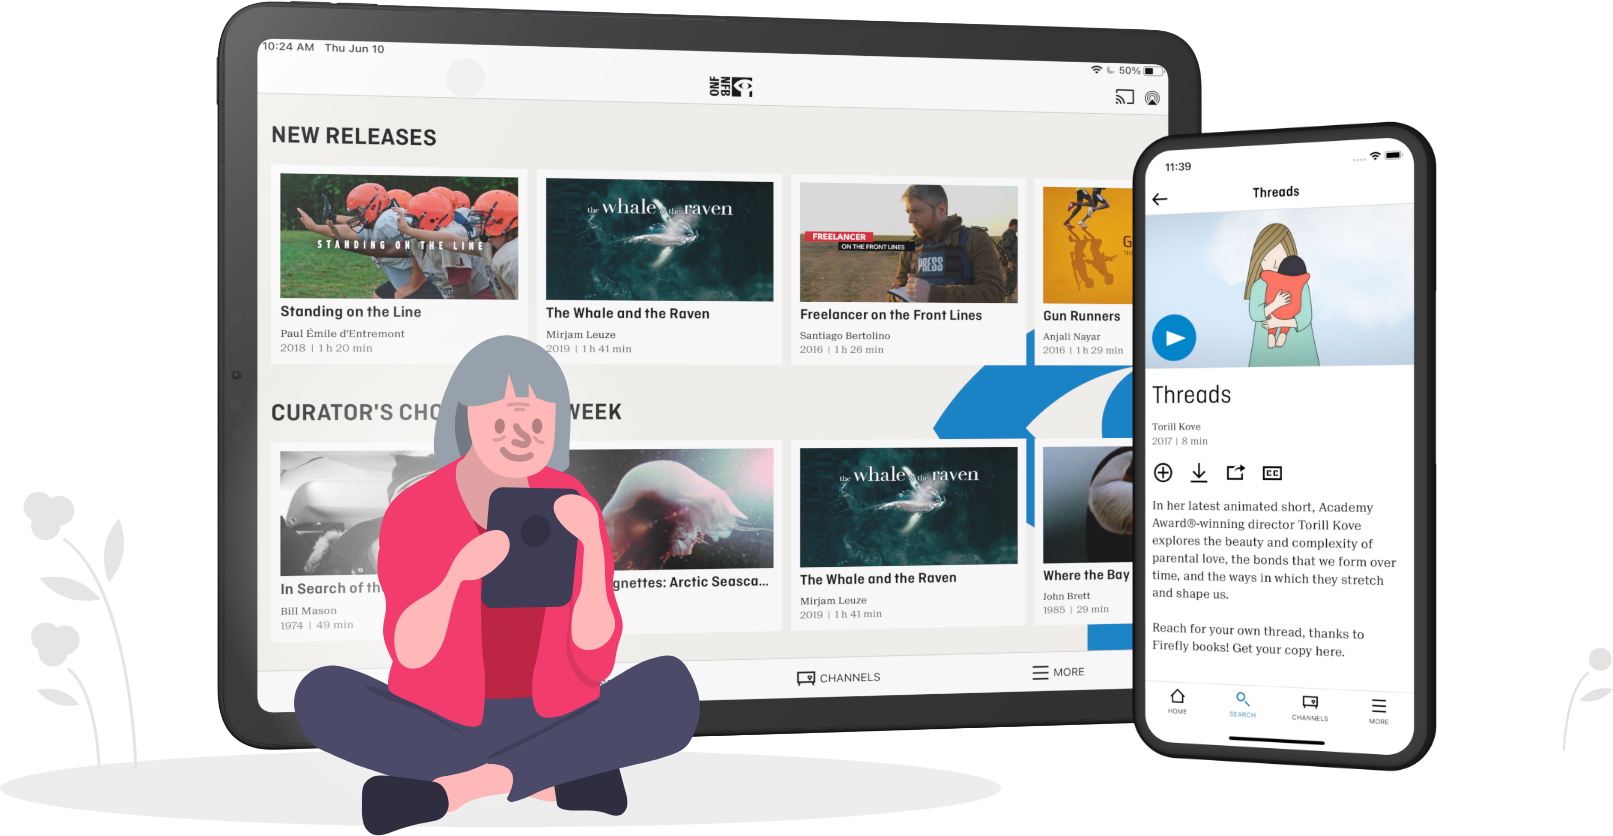 10:24 AM Thu Jun 10
50%
ONF
NFB
NEW RELEASES
STANDING ON THE LINE
Standing on the Line
Paul Émile d'Entremont
2018 | 1 h 20 min
the whale and the raven
The Whale and the Raven
Mirjam Leuze
2019 | 1 h 41 min
FREELANCER
ON THE FRONT LINES
PRESS
Freelancer on the Front Lines
Santiago Bertolino
2016 | 1 h 26 min
G
Gun Runners
Anjali Nayar
2016 | 1 h 29 min
CURATOR'S CHO
WEEK
In Search of th
Bill Mason
1974 | 49 min
gnettes: Arctic Seasca...
the whale and the raven
The Whale and the Raven
Mirjam Leuze
2019 | 1 h 41 min
Where the Bay
John Brett
1985 | 29 min
CHANNELS
MORE
11:39
Threads
Threads
Torill Kove
2017 | 8 min
CC
In her latest animated short, Academy
Award®-winning director Torill Kove
explores the beauty and complexity of
parental love, the bonds that we form over
time, and the ways in which they stretch
and shape us.
Reach for your own thread, thanks to
Firefly books! Get your copy here.
HOME
SEARCH
CHANNELS
MORE